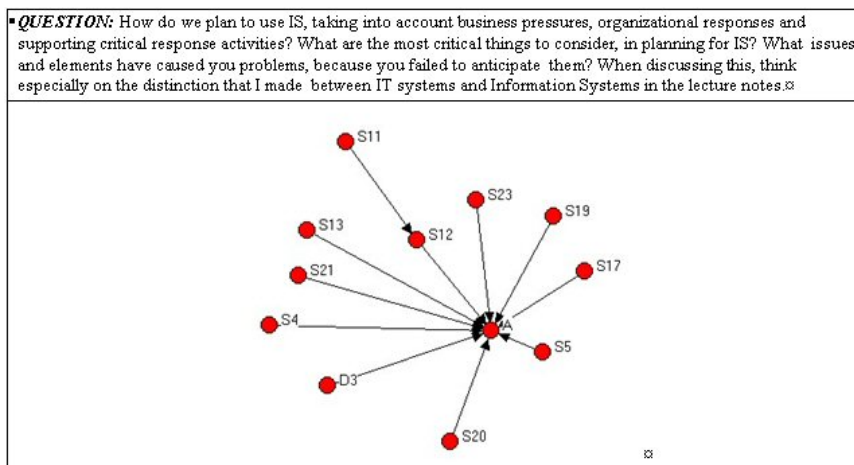 ▪QUESTION: How do we plan to use IS, taking into account business pressures, organizational responses and
supporting critical response activities? What are the most critical things to consider, in planning for IS? What issues
and elements have caused you problems, because you failed to anticipate them? When discussing this, think
especially on the distinction that I made between IT systems and Information Systems in the lecture notes.¤
S11
S23
S19
S13
S12
S21
S17
S4
A
S5
D3
S20
¤